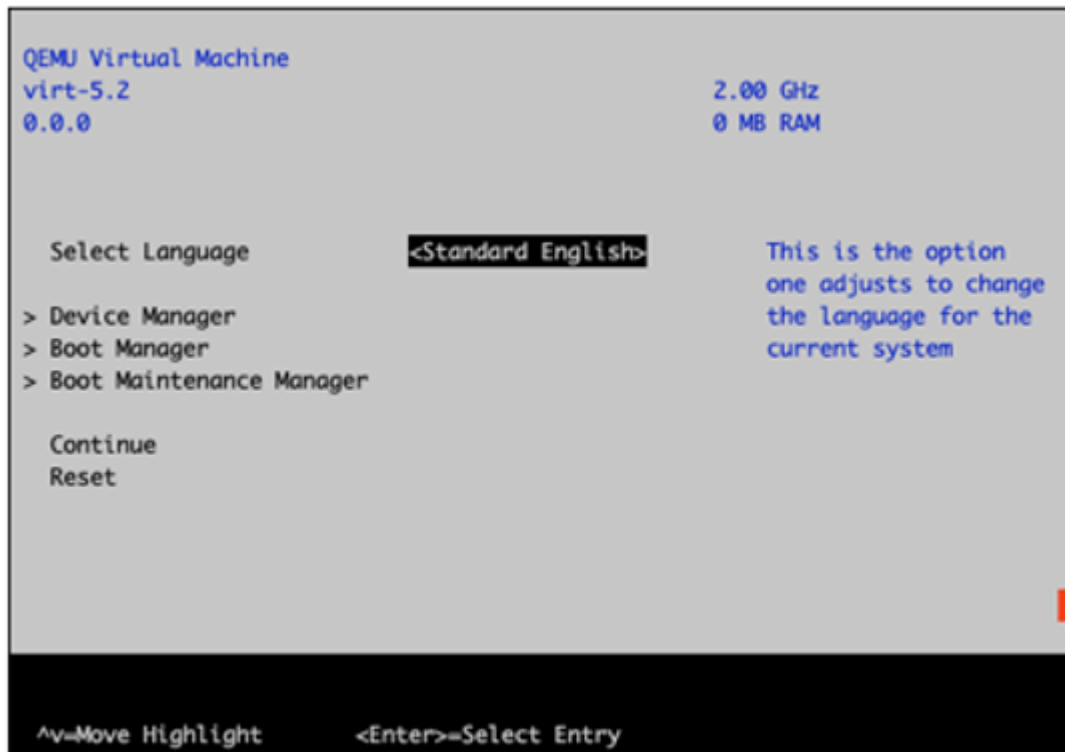 QEMU Virtual Machine
virt-5.2 2.00 GHz
0.0.0 0 MB RAM
Select Language <Standard English> This is the option
one adjusts to change
> Device Manager the language for the
> Boot Manager current system
> Boot Maintenance Manager
Continue
Reset
^v=Move Highlight <Enter>=Select Entry